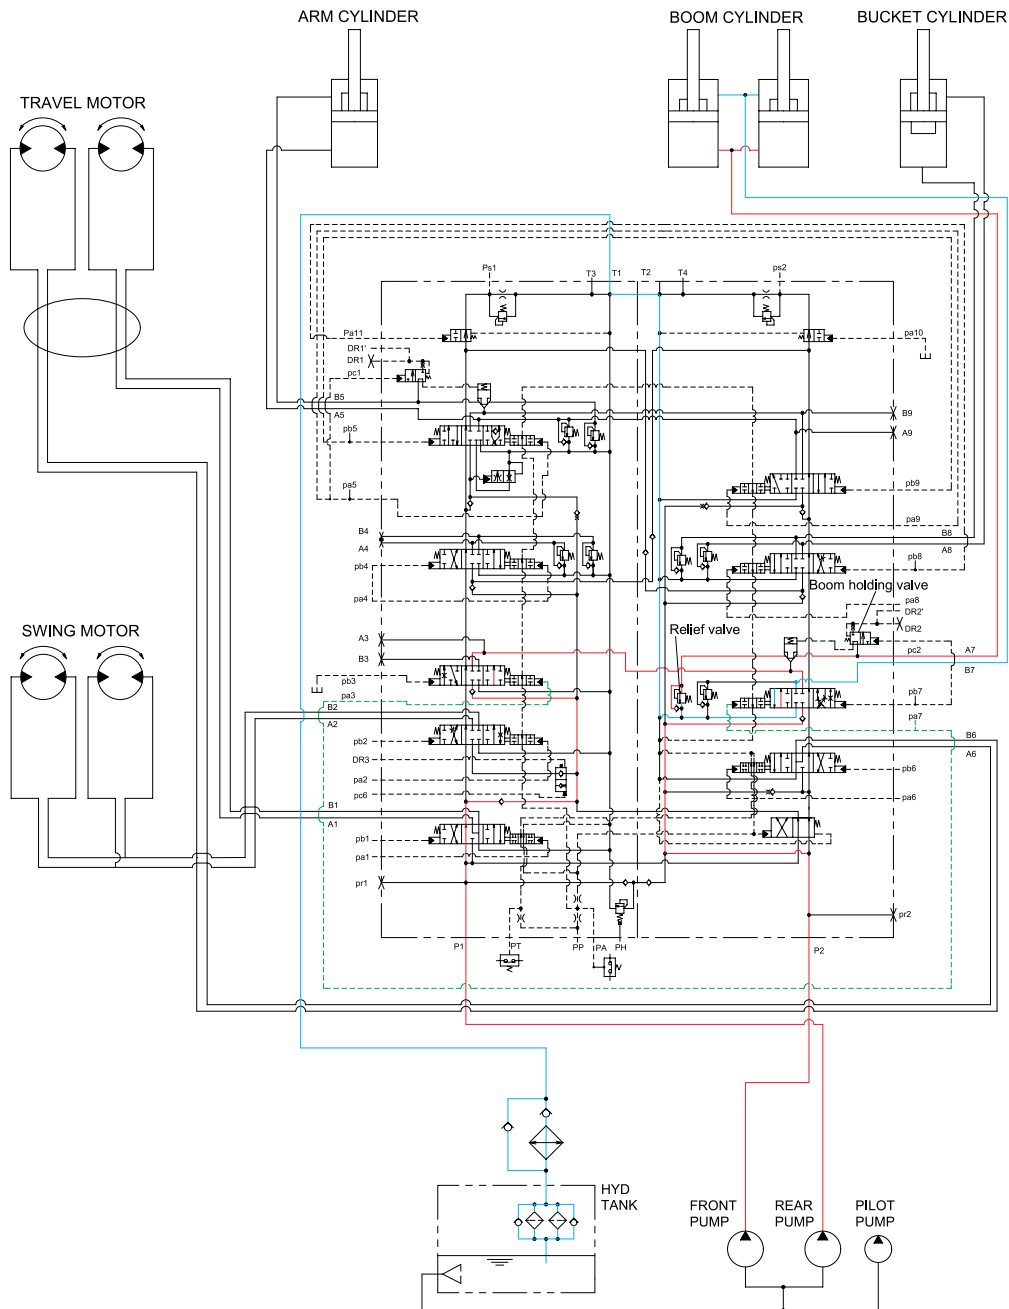 ARM CYLINDER
BOOM CYLINDER
BUCKET CYLINDER
TRAVEL MOTOR
Ps1
T3
T1
T2
T4
ps2
Pa11
pa10
DR1'
DR1
pc1
B5
A5
B9
A9
pb5
pa5
pb9
pa9
B4
A4
B8
A8
pb4
pb8
Boom holding valve
pa4
pa8
DR2'
DR2
SWING MOTOR
Relief valve
A3
B3
pc2
A7
B7
pb3
pa3
pb7
pa7
B2
A2
B6
A6
pb2
DR3
pa2
pb6
pc6
pa6
B1
A1
pb1
pa1
pr1
pr2
P1
PT
PP
PA
PH
P2
HYD
TANK
FRONT
PUMP
REAR
PUMP
PILOT
PUMP